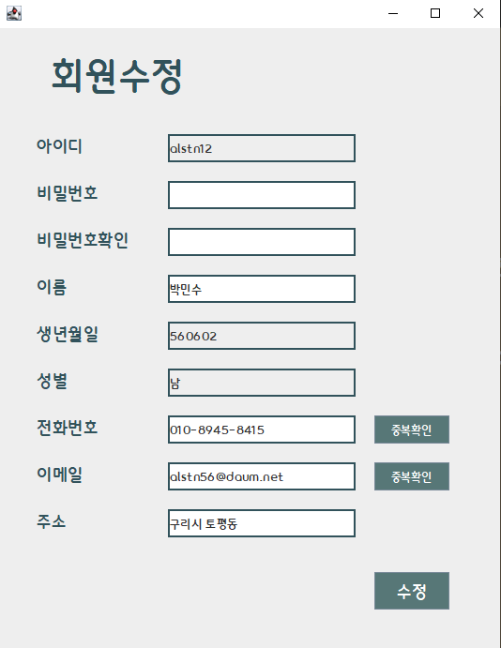 회원수정
아이디 alstn12
비밀번호
비밀번호확인
이름 박민수
생년월일 560602
성별 남
전화번호 010-8945-8415 중복확인
이메일 alstn56@daum.net 중복확인
주소 구리시 토평동
수정